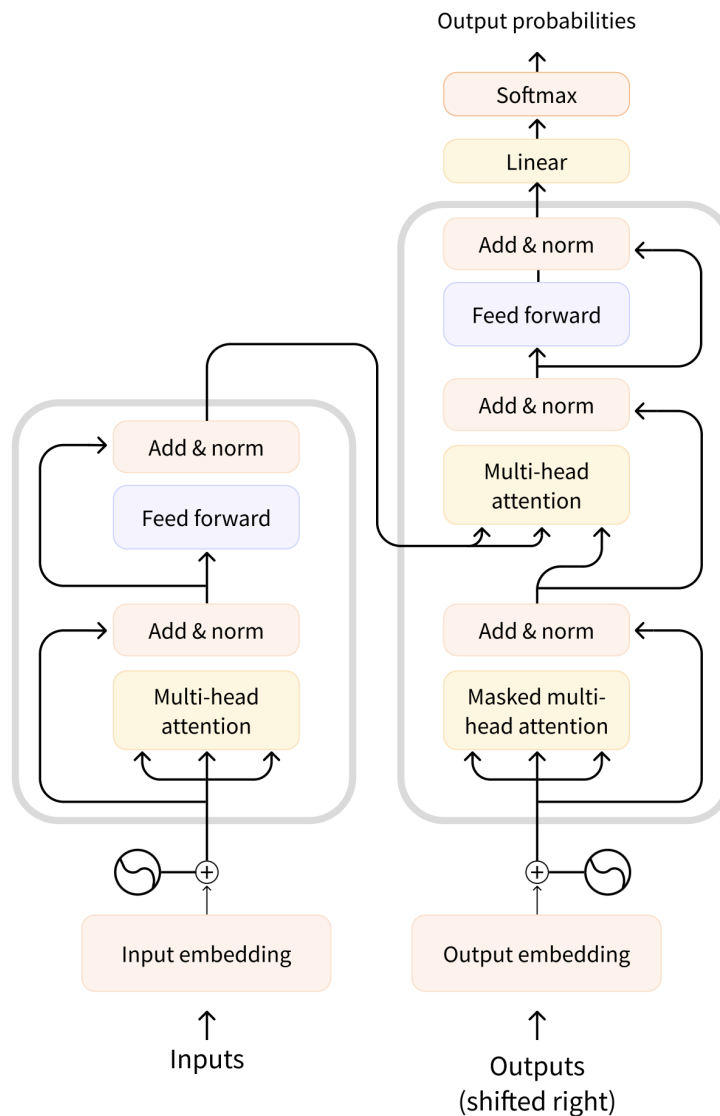 Output probabilities
Softmax
Linear
Add & norm
Feed forward
Add & norm
Multi-head
attention
Add & norm
Masked multi-
head attention
Output embedding
Outputs
(shifted right)
Add & norm
Feed forward
Add & norm
Multi-head
attention
Input embedding
Inputs